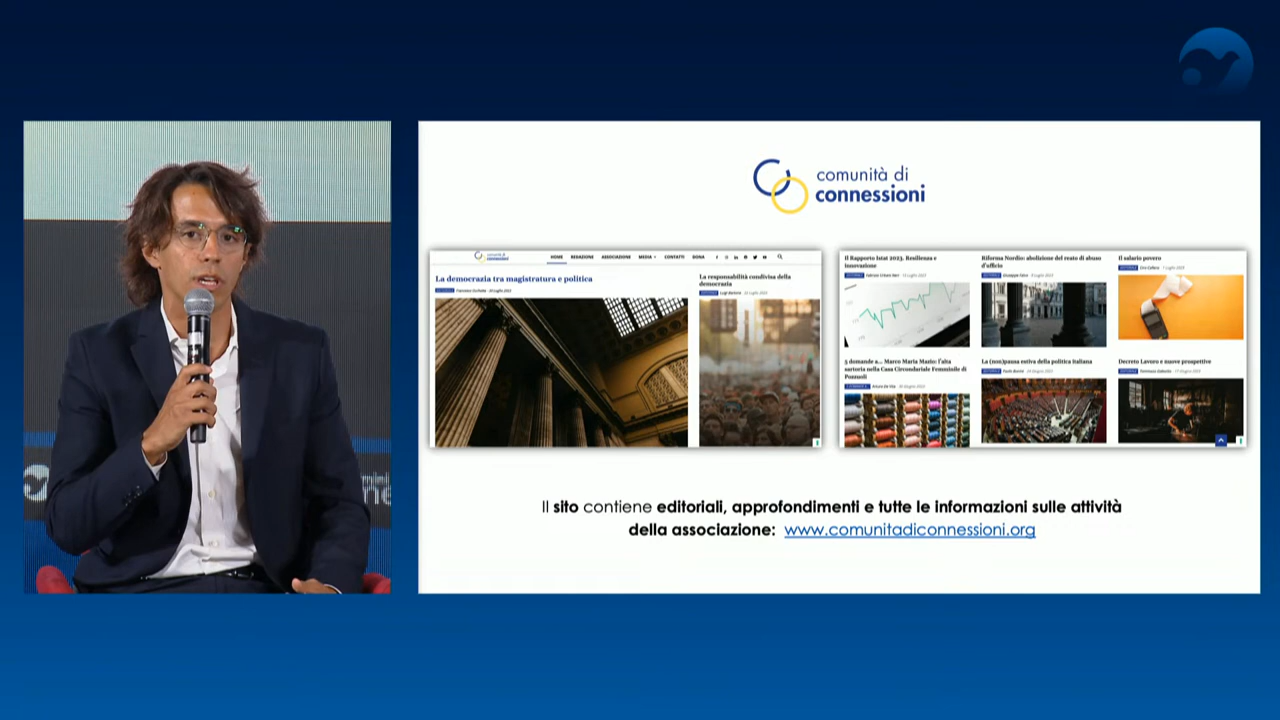 comunità di
connessioni
comunità di
connessioni
HOME REDAZIONE ASSOCIAZIONE MEDIA CONTATTI DONA
La democrazia tra magistratura e politica
La responsabilità condivisa della
democrazia
Il Rapporto Istat 2023. Resilienza e
innovazione
Riforma Nordio: abolizione del reato di abuso
d'ufficio
Il salario povero
5 domande a... Marco Maria Mazio: l'alta
sartoria nella Casa Circondariale Femminile di
Pozzuoli
La (non)pausa estiva della politica italiana
Decreto Lavoro e nuove prospettive
Il sito contiene editoriali, approfondimenti e tutte le informazioni sulle attività
della associazione: www.comunitadiconnessioni.org